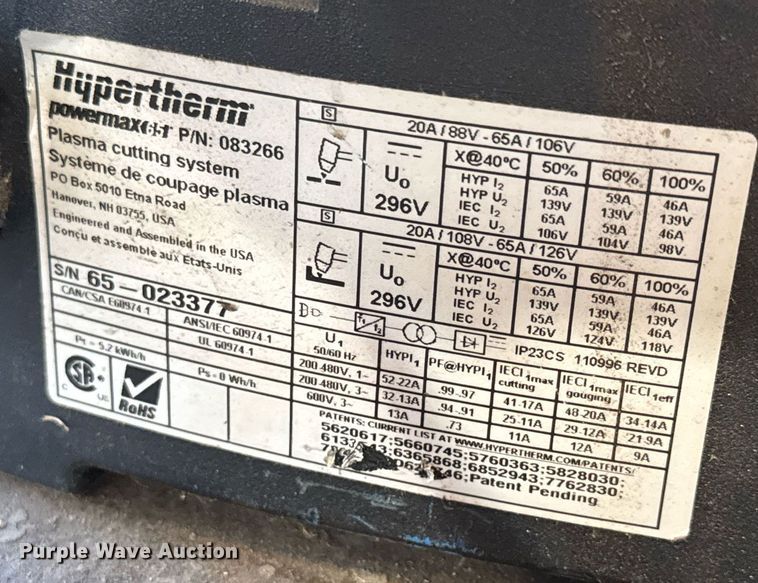 Hypertherm
powermax65 P/N: 083266
Plasma cutting system
Système de coupage plasma
PO Box 5010 Etna Road
Hanover, NH 03755, USA
Engineered and Assembled in the USA
Conçu et assemblé aux Etats-Unis
S/N 65-023377
CAN/CSA E60974 1
ANSI/IEC 60974 1
UL 60974 1
P1 = 5.2 kWh/h
Ps = 0 Wh/h
RoHS
S
20A / 88V - 65A / 106V
U0
296V
X@40°C 50% 60% 100%
HYP I2 65A 59A 46A
HYP U2 139V 139V 139V
IEC I2 65A 59A 46A
IEC U2 106V 104V 98V
S
20A / 108V - 65A / 126V
U0
296V
X@40°C 50% 60% 100%
HYP I2 65A 59A 46A
HYP U2 139V 139V 139V
IEC I2 65A 59A 46A
IEC U2 126V 124V 118V
IP23CS 110996 REVD
U1 50/60 Hz HYPI1 PF@HYPI1 IECI1max cutting IECI1max gouging IECI1eff
200 480V, 1~ 52-22A .99-.97 41-17A 48-20A 34-14A
200 480V, 3~ 32-13A .94-.91 25-11A 29-12A 21-9A
600V, 3~ 13A .73 11A 12A 9A
PATENTS: CURRENT LIST AT WWW.HYPERTHERM.COM/PATENTS/
5620617; 5660745; 5760363; 5828030;
6365868; 6852943; 7762830;
Patent Pending
Purple Wave Auction